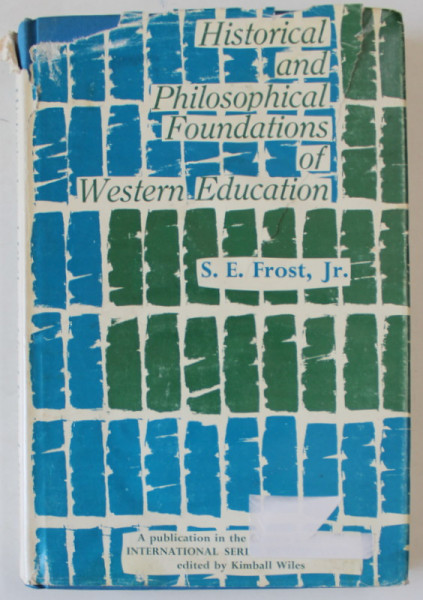 Historical
and
Philosophical
Foundations
of
Western Education
S. E. Frost, Jr.
A publication in the
INTERNATIONAL SERI
edited by Kimball Wiles